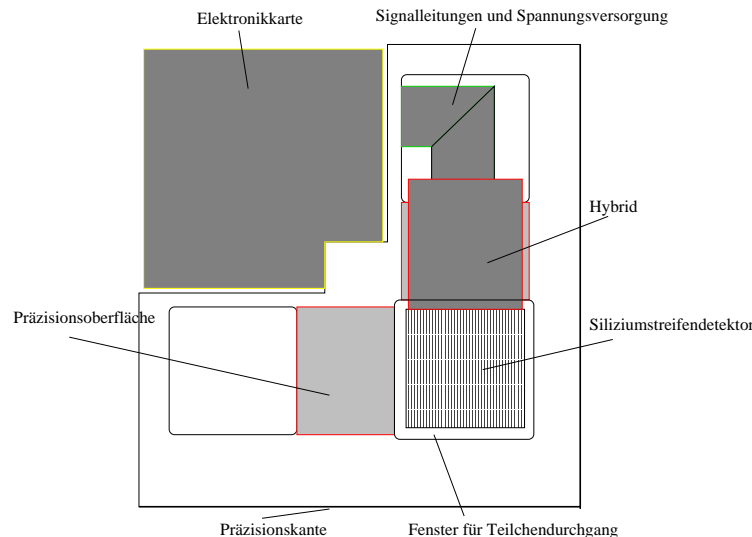 Elektronikkarte
Signalleitungen und Spannungsversorgung
Hybrid
Präzisionsoberfläche
Siliziumstreifendetektor
Präzisionskante
Fenster für Teilchendurchgang